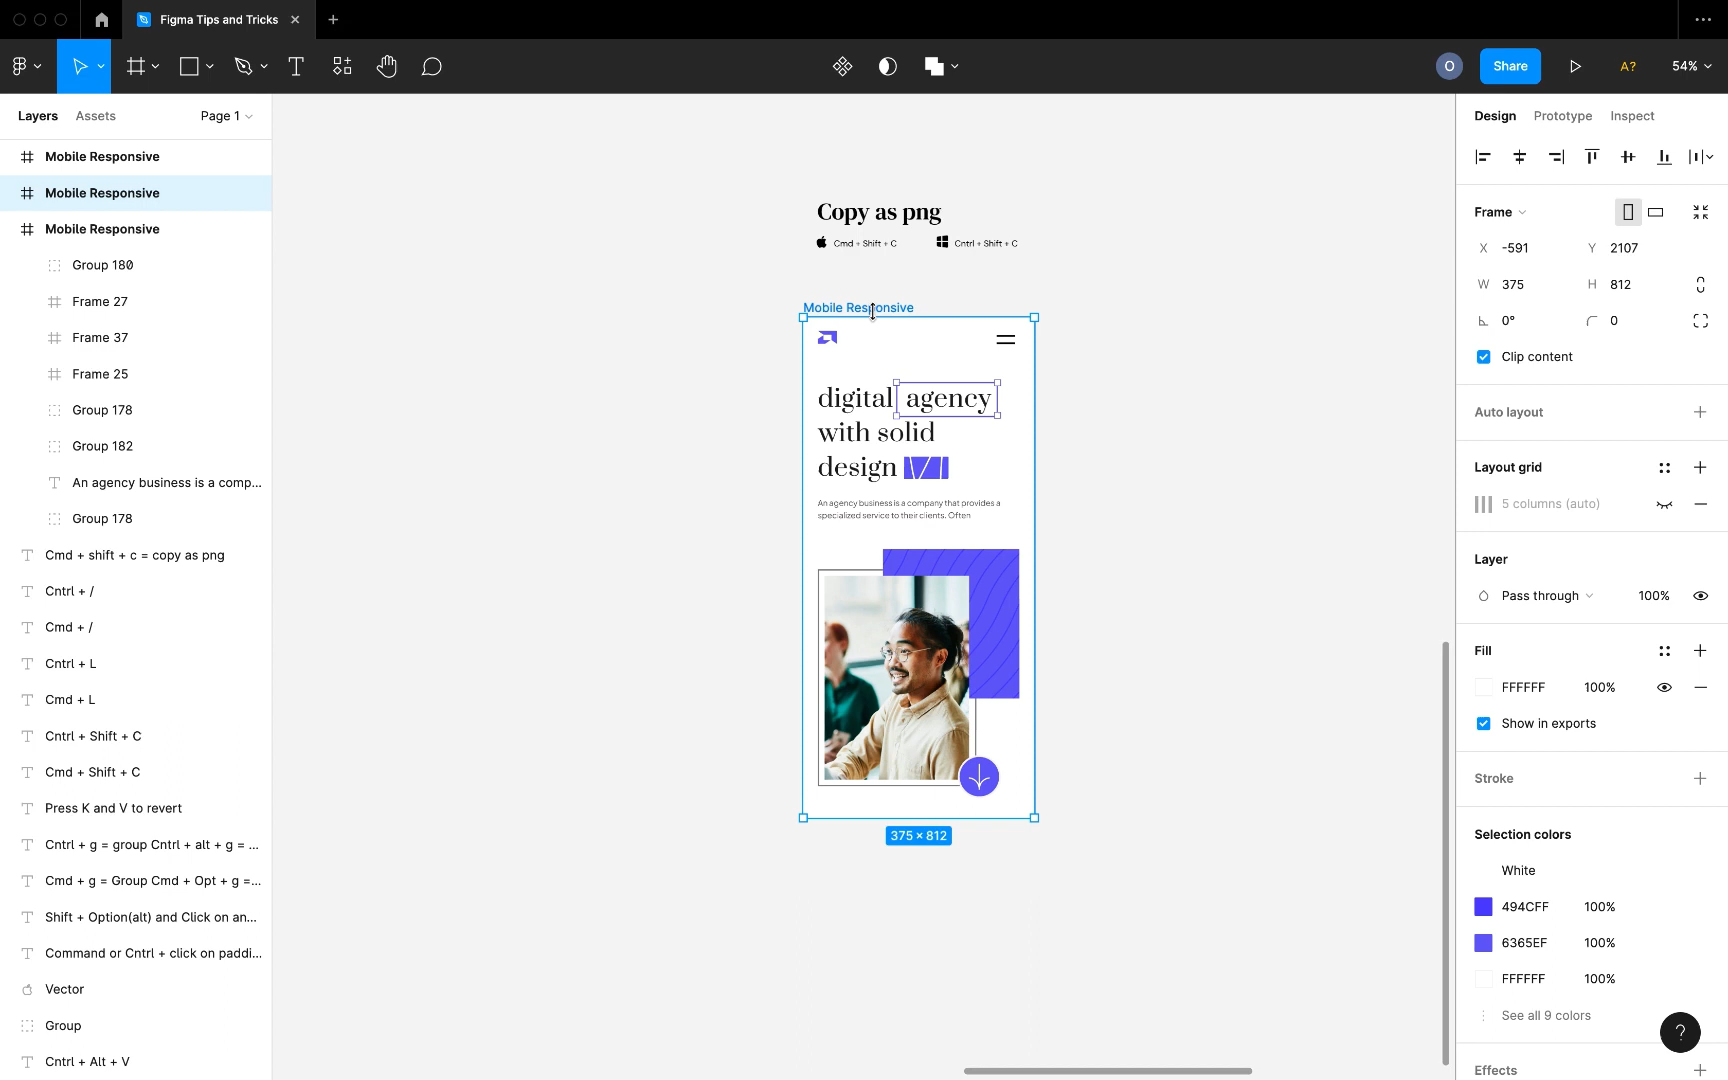 Figma Tips and Tricks
Share
A?
54%
O
Layers
Assets
Page 1
Mobile Responsive
Mobile Responsive
Mobile Responsive
Group 180
Frame 27
Frame 37
Frame 25
Group 178
Group 182
An agency business is a comp...
Group 178
Cmd + shift + c = copy as png
Cntrl + /
Cmd + /
Cntrl + L
Cmd + L
Cntrl + Shift + C
Cmd + Shift + C
Press K and V to revert
Cntrl + g = group Cntrl + alt + g = ...
Cmd + g = Group Cmd + Opt + g =...
Shift + Option(alt) and Click on an...
Command or Cntrl + click on paddi...
Vector
Group
Cntrl + Alt + V
Copy as png
Cmd + Shift + C
Cntrl + Shift + C
Mobile Responsive
digital agency
with solid
design
An agency business is a company that provides a
specialized service to their clients. Often
375 × 812
Design
Prototype
Inspect
Frame
X -591
Y 2107
W 375
H 812
0°
0
Clip content
Auto layout
Layout grid
5 columns (auto)
Layer
Pass through
100%
Fill
FFFFFF
100%
Show in exports
Stroke
Selection colors
White
494CFF
100%
6365EF
100%
FFFFFF
100%
See all 9 colors
?
Effects